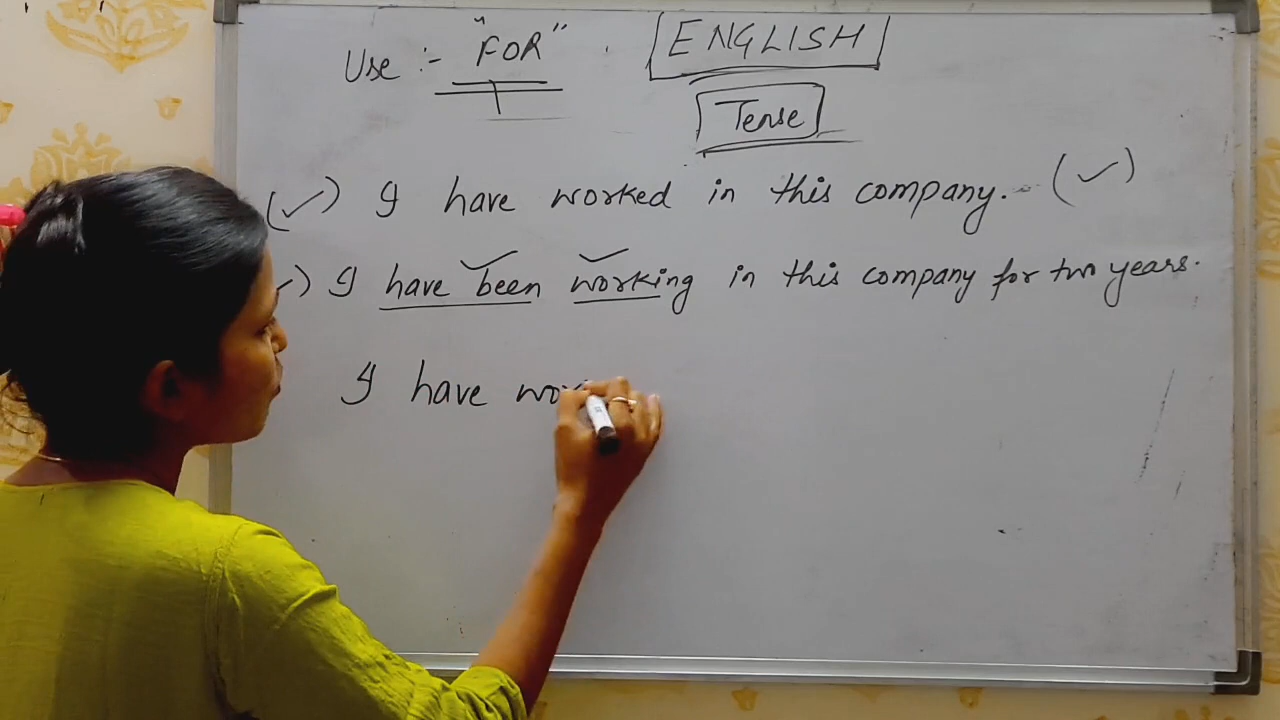 Use :- "FOR" . ENGLISH
Tense
(✓) I have worked in this company. (✓)
✓) I have been working in this company for two years.
I have